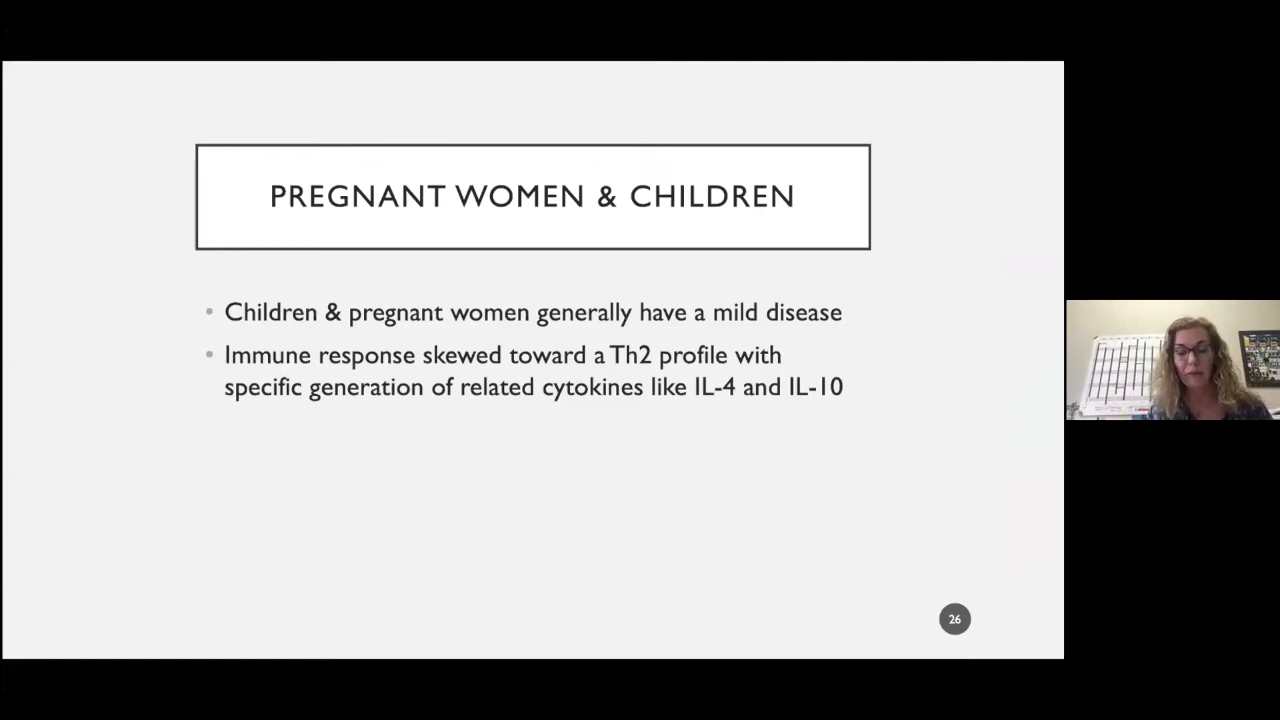 PREGNANT WOMEN & CHILDREN
• Children & pregnant women generally have a mild disease
• Immune response skewed toward a Th2 profile with
specific generation of related cytokines like IL-4 and IL-10
26